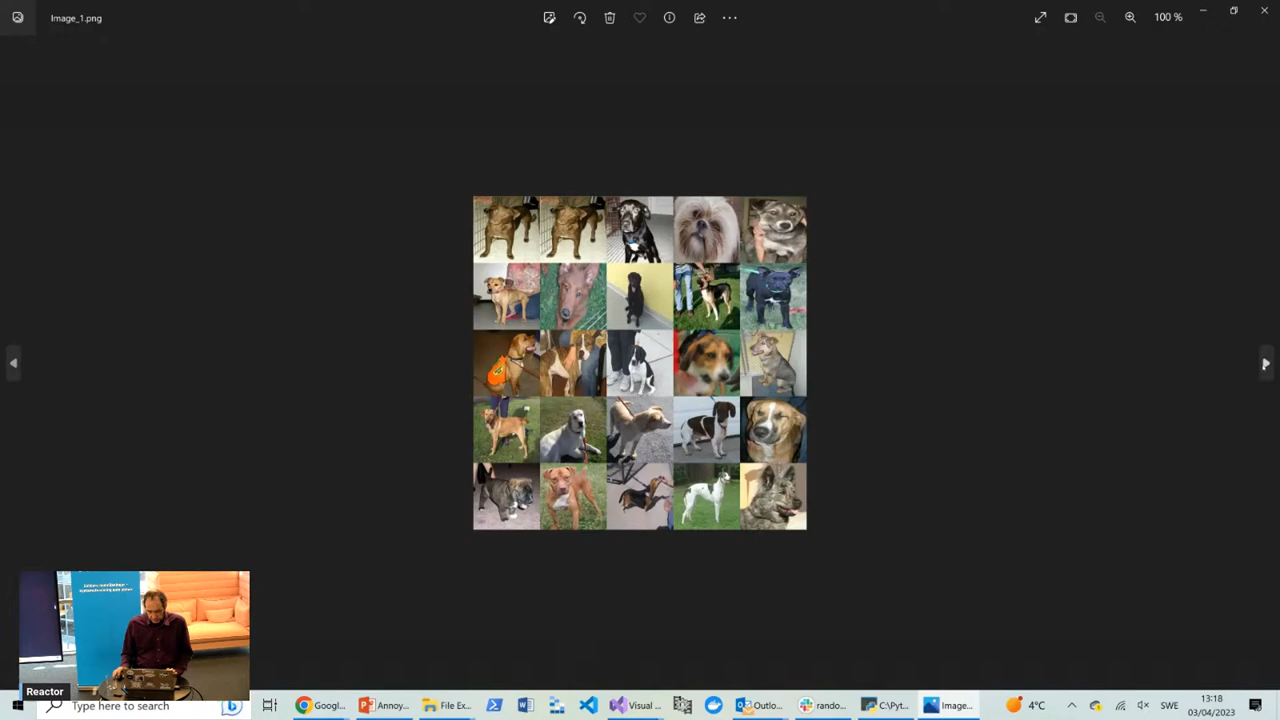 Image_1.png
100 %
Reactor
Type here to search
Googl...
Annoy...
File Ex...
Visual ...
Outlo...
rando...
C:\Pyt...
Image...
4°C
SWE
13:18
03/04/2023